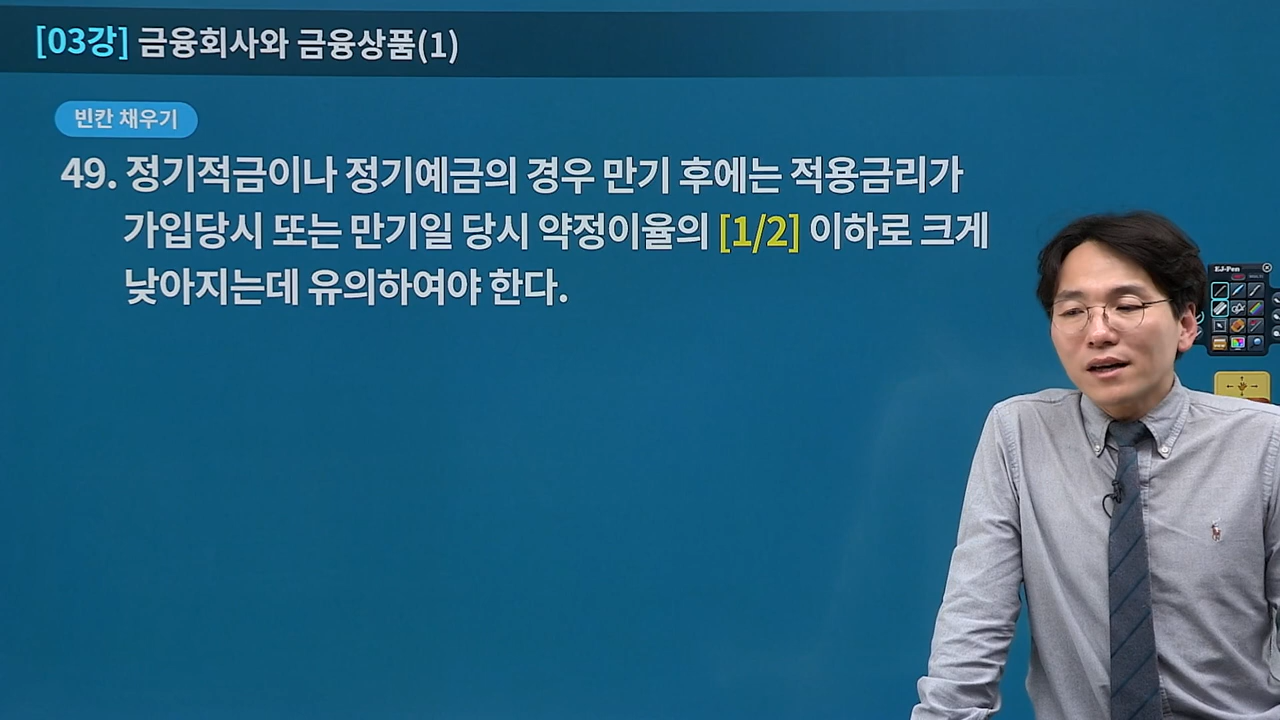 [03강] 금융회사와 금융상품(1)
빈칸 채우기
49. 정기적금이나 정기예금의 경우 만기 후에는 적용금리가
가입당시 또는 만기일 당시 약정이율의 [1/2] 이하로 크게
낮아지는데 유의하여야 한다.
EJ-Pen